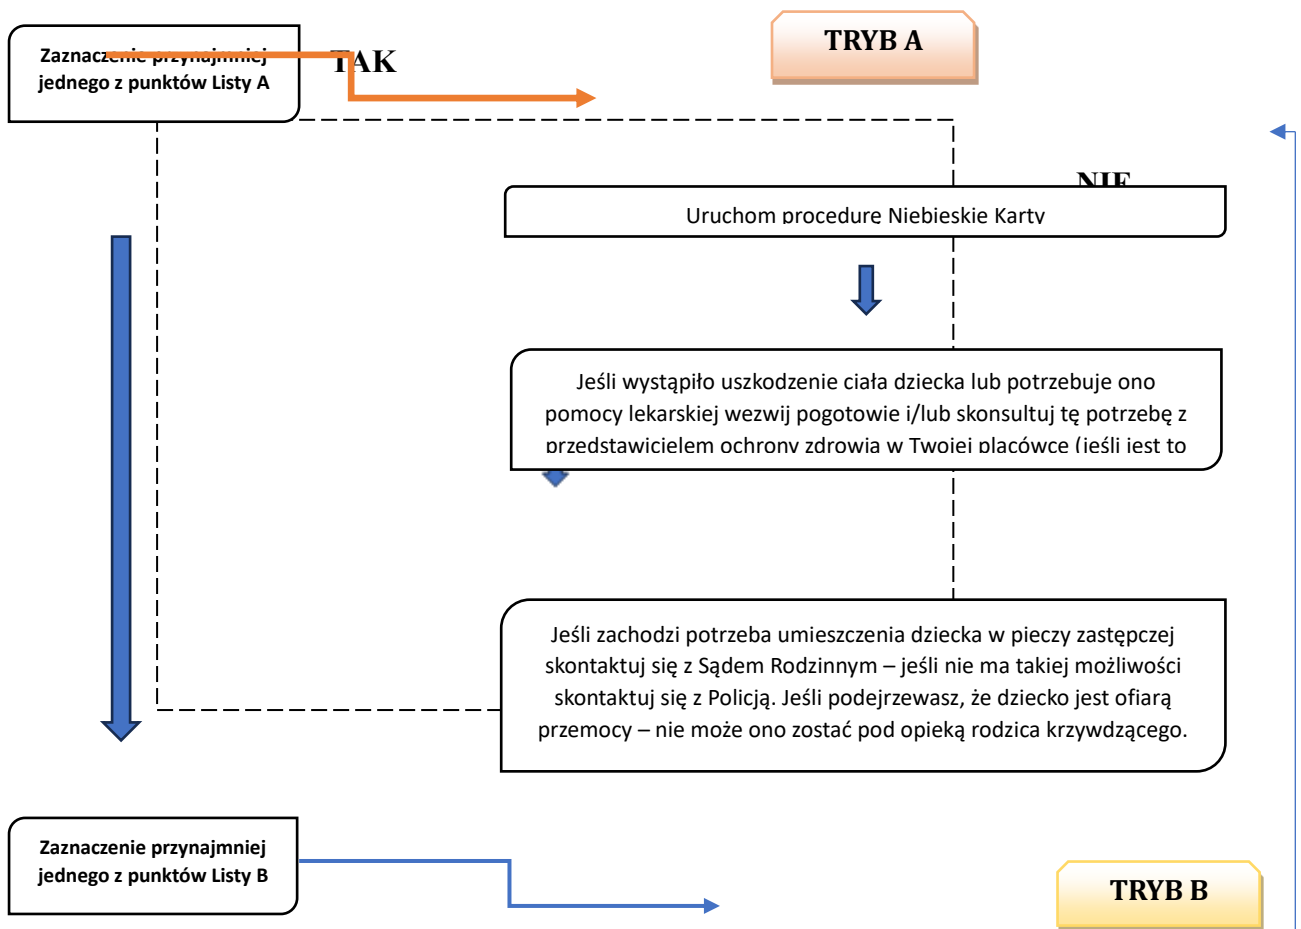 Zaznaczenie przynajmniej
jednego z punktów Listy A
TAK
TRYB A
NIE
Uruchom procedurę Niebieskie Karty
Jeśli wystąpiło uszkodzenie ciała dziecka lub potrzebuje ono
pomocy lekarskiej wezwij pogotowie i/lub skonsultuj tę potrzebę z
przedstawicielem ochrony zdrowia w Twojej placówce (jeśli jest to
Jeśli zachodzi potrzeba umieszczenia dziecka w pieczy zastępczej
skontaktuj się z Sądem Rodzinnym – jeśli nie ma takiej możliwości
skontaktuj się z Policją. Jeśli podejrzewasz, że dziecko jest ofiarą
przemocy – nie może ono zostać pod opieką rodzica krzywdzącego.
Zaznaczenie przynajmniej
jednego z punktów Listy B
TRYB B